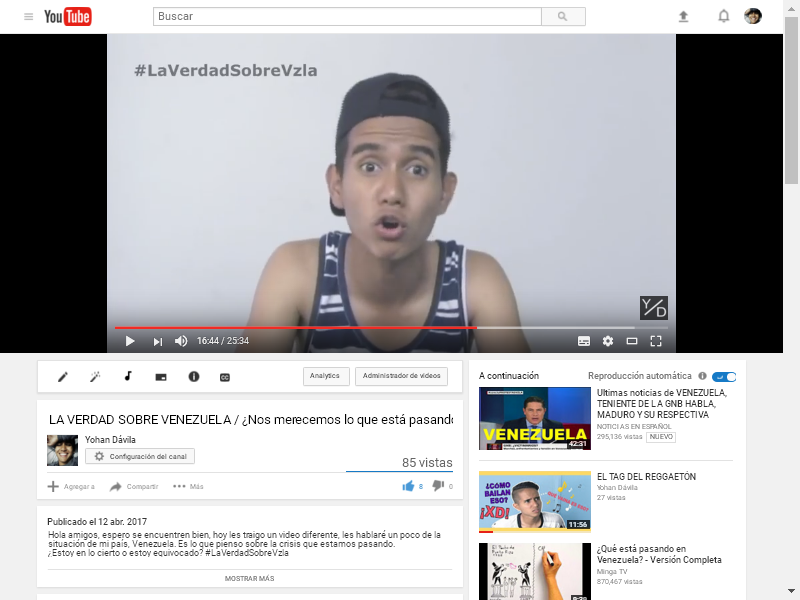 YouTube
Buscar
#LaVerdadSobreVzla
Y/D
16:44 / 25:34
Analytics
Administrador de videos
LA VERDAD SOBRE VENEZUELA / ¿Nos merecemos lo que está pasando
Yohan Dávila
Configuración del canal
85 vistas
Agregar a
Compartir
Más
8
0
Publicado el 12 abr. 2017
Hola amigos, espero se encuentren bien, hoy les traigo un video diferente, les hablaré un poco de la
situación de mi país, Venezuela. Es lo que pienso sobre la crisis que estamos pasando.
¿Estoy en lo cierto o estoy equivocado? #LaVerdadSobreVzla
MOSTRAR MÁS
A continuación
Reproducción automática
VENEZUELA
42:31
Ultimas noticias de VENEZUELA,
TENIENTE DE LA GNB HABLA,
MADURO Y SU RESPECTIVA
NOTICIAS EN ESPAÑOL
295,136 vistas
NUEVO
¿COMO
BAILAN
ESO?
¡XD!
11:56
EL TAG DEL REGGAETÓN
Yohan Dávila
27 vistas
¿Qué está pasando en
Venezuela? - Versión Completa
Minga TV
870,467 vistas